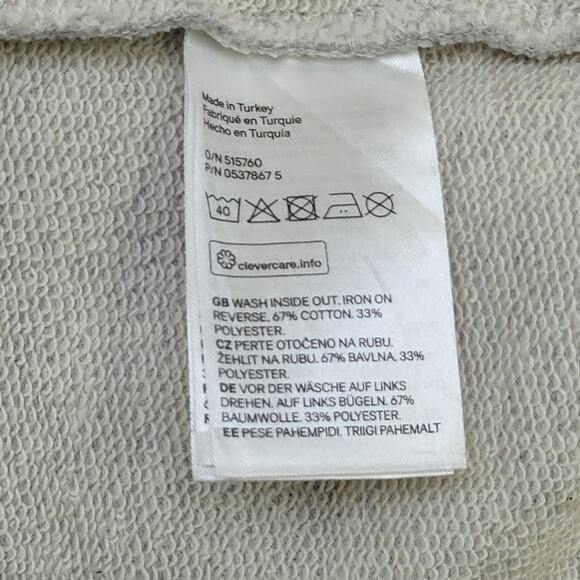 Made in Turkey
Fabriqué en Turquie
Hecho en Turquía
O/N 515760
P/N 0537867 5
40
clevercare.info
GB WASH INSIDE OUT. IRON ON
REVERSE. 67% COTTON. 33%
POLYESTER.
CZ PERTE OTOČENO NA RUBU.
ŽEHLIT NA RUBU. 67% BAVLNA. 33%
POLYESTER.
DE VOR DER WÄSCHE AUF LINKS
DREHEN. AUF LINKS BÜGELN. 67%
BAUMWOLLE. 33% POLYESTER.
EE PESE PAHEMPIDI. TRIIGI PAHEMALT